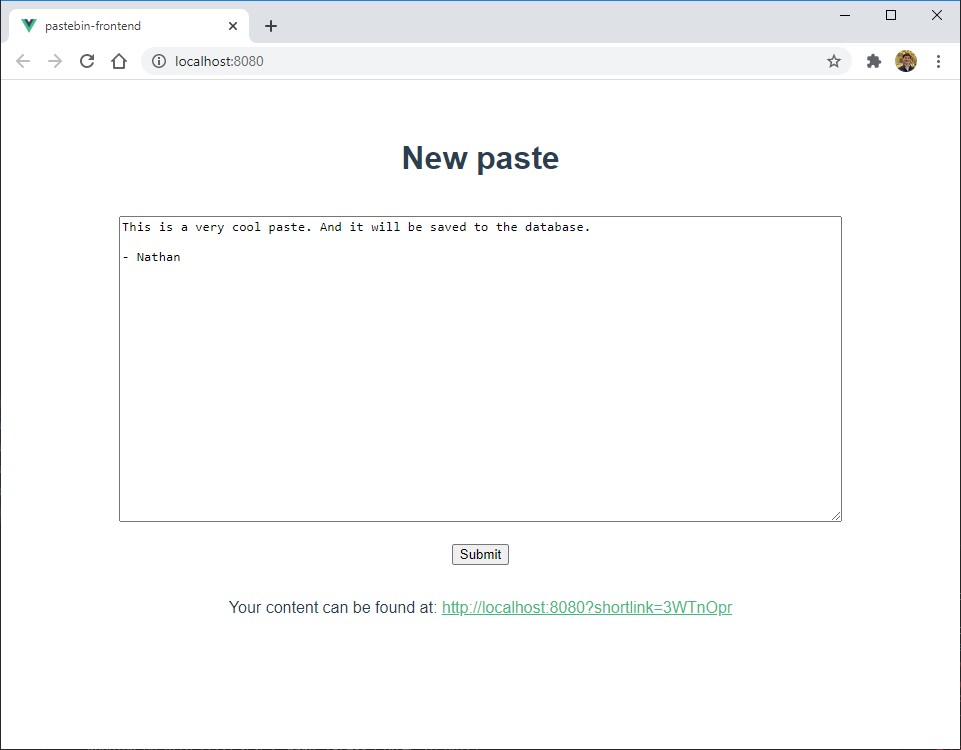 pastebin-frontend
localhost:8080
New paste
This is a very cool paste. And it will be saved to the database.
- Nathan
Submit
Your content can be found at: http://localhost:8080?shortlink=3WTnOpr